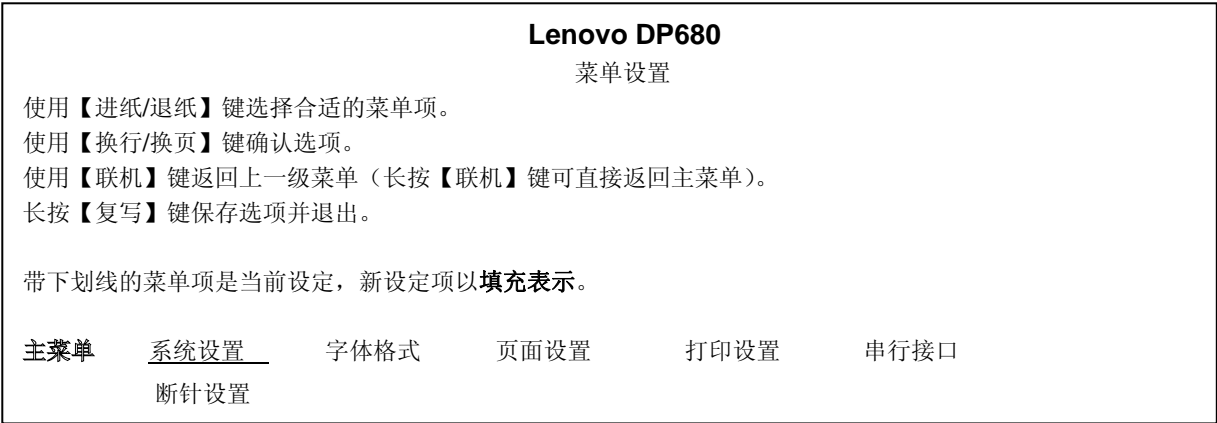 Lenovo DP680
菜单设置
使用【进纸/退纸】键选择合适的菜单项。
使用【换行/换页】键确认选项。
使用【联机】键返回上一级菜单（长按【联机】键可直接返回主菜单）。
长按【复写】键保存选项并退出。
带下划线的菜单项是当前设定，新设定项以填充表示。
主菜单 系统设置 字体格式 页面设置 打印设置 串行接口
断针设置